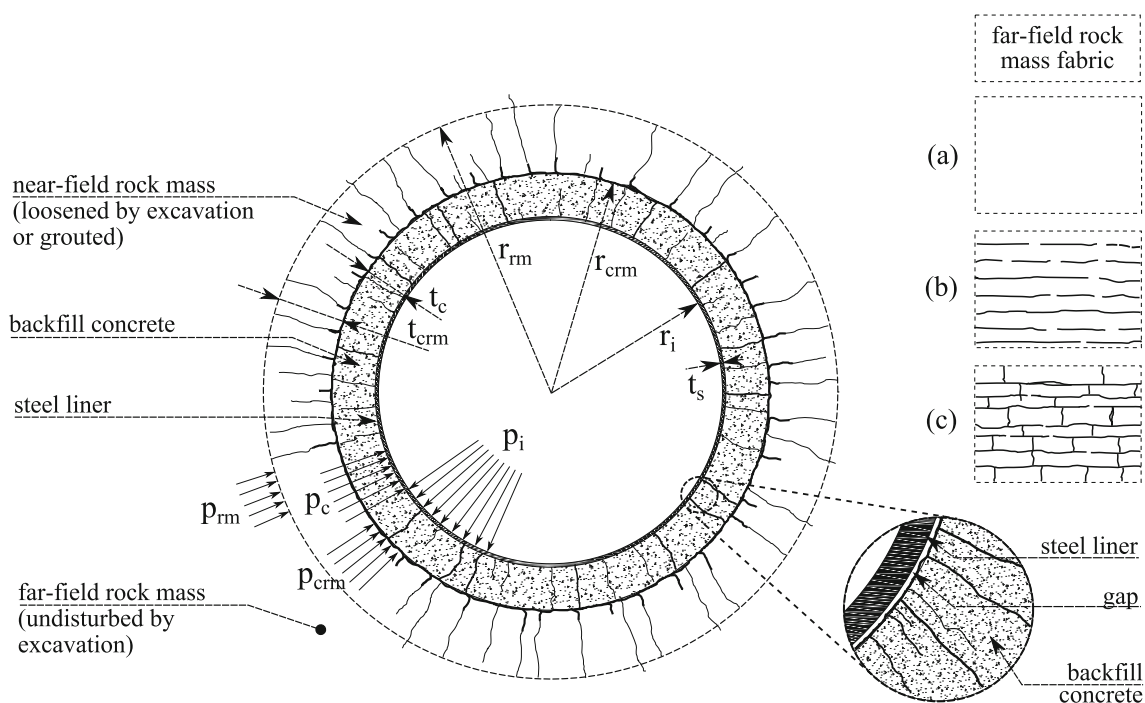 far-field rock
mass fabric
(a)
near-field rock mass
(loosened by excavation
or grouted)
r_rm
r_crm
(b)
t_c
t_crm
backfill concrete
r_i
t_s
steel liner
(c)
p_i
p_c
p_rm
p_crm
steel liner
gap
far-field rock mass
(undisturbed by
excavation)
backfill
concrete